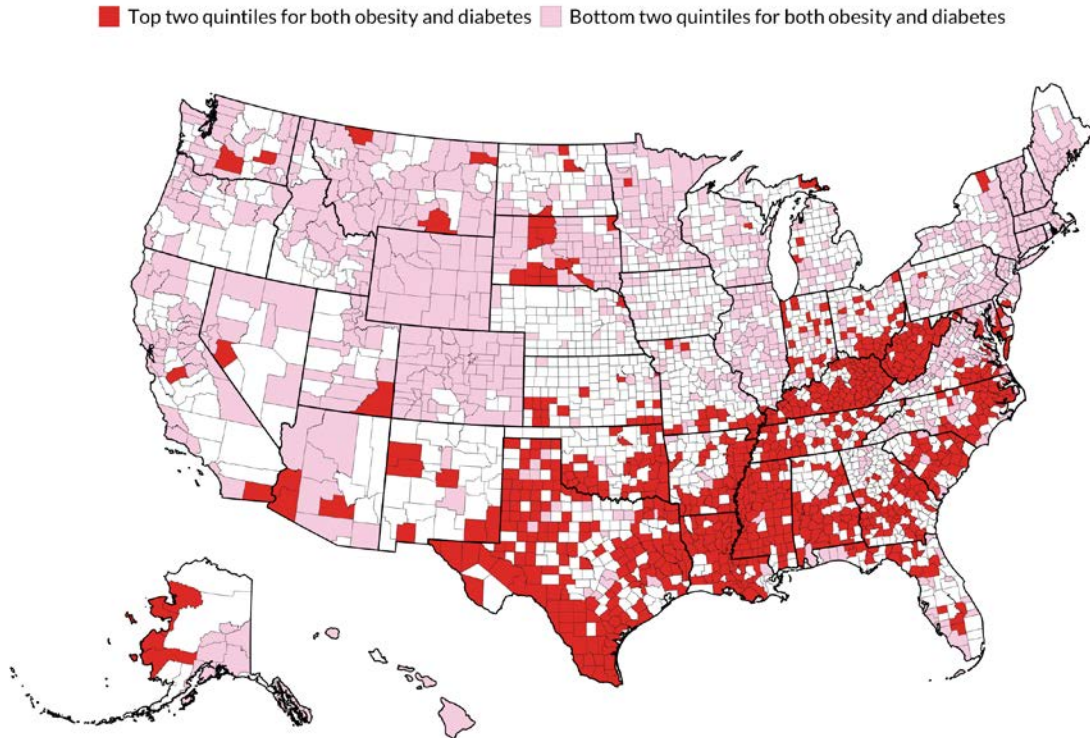 Top two quintiles for both obesity and diabetes
Bottom two quintiles for both obesity and diabetes